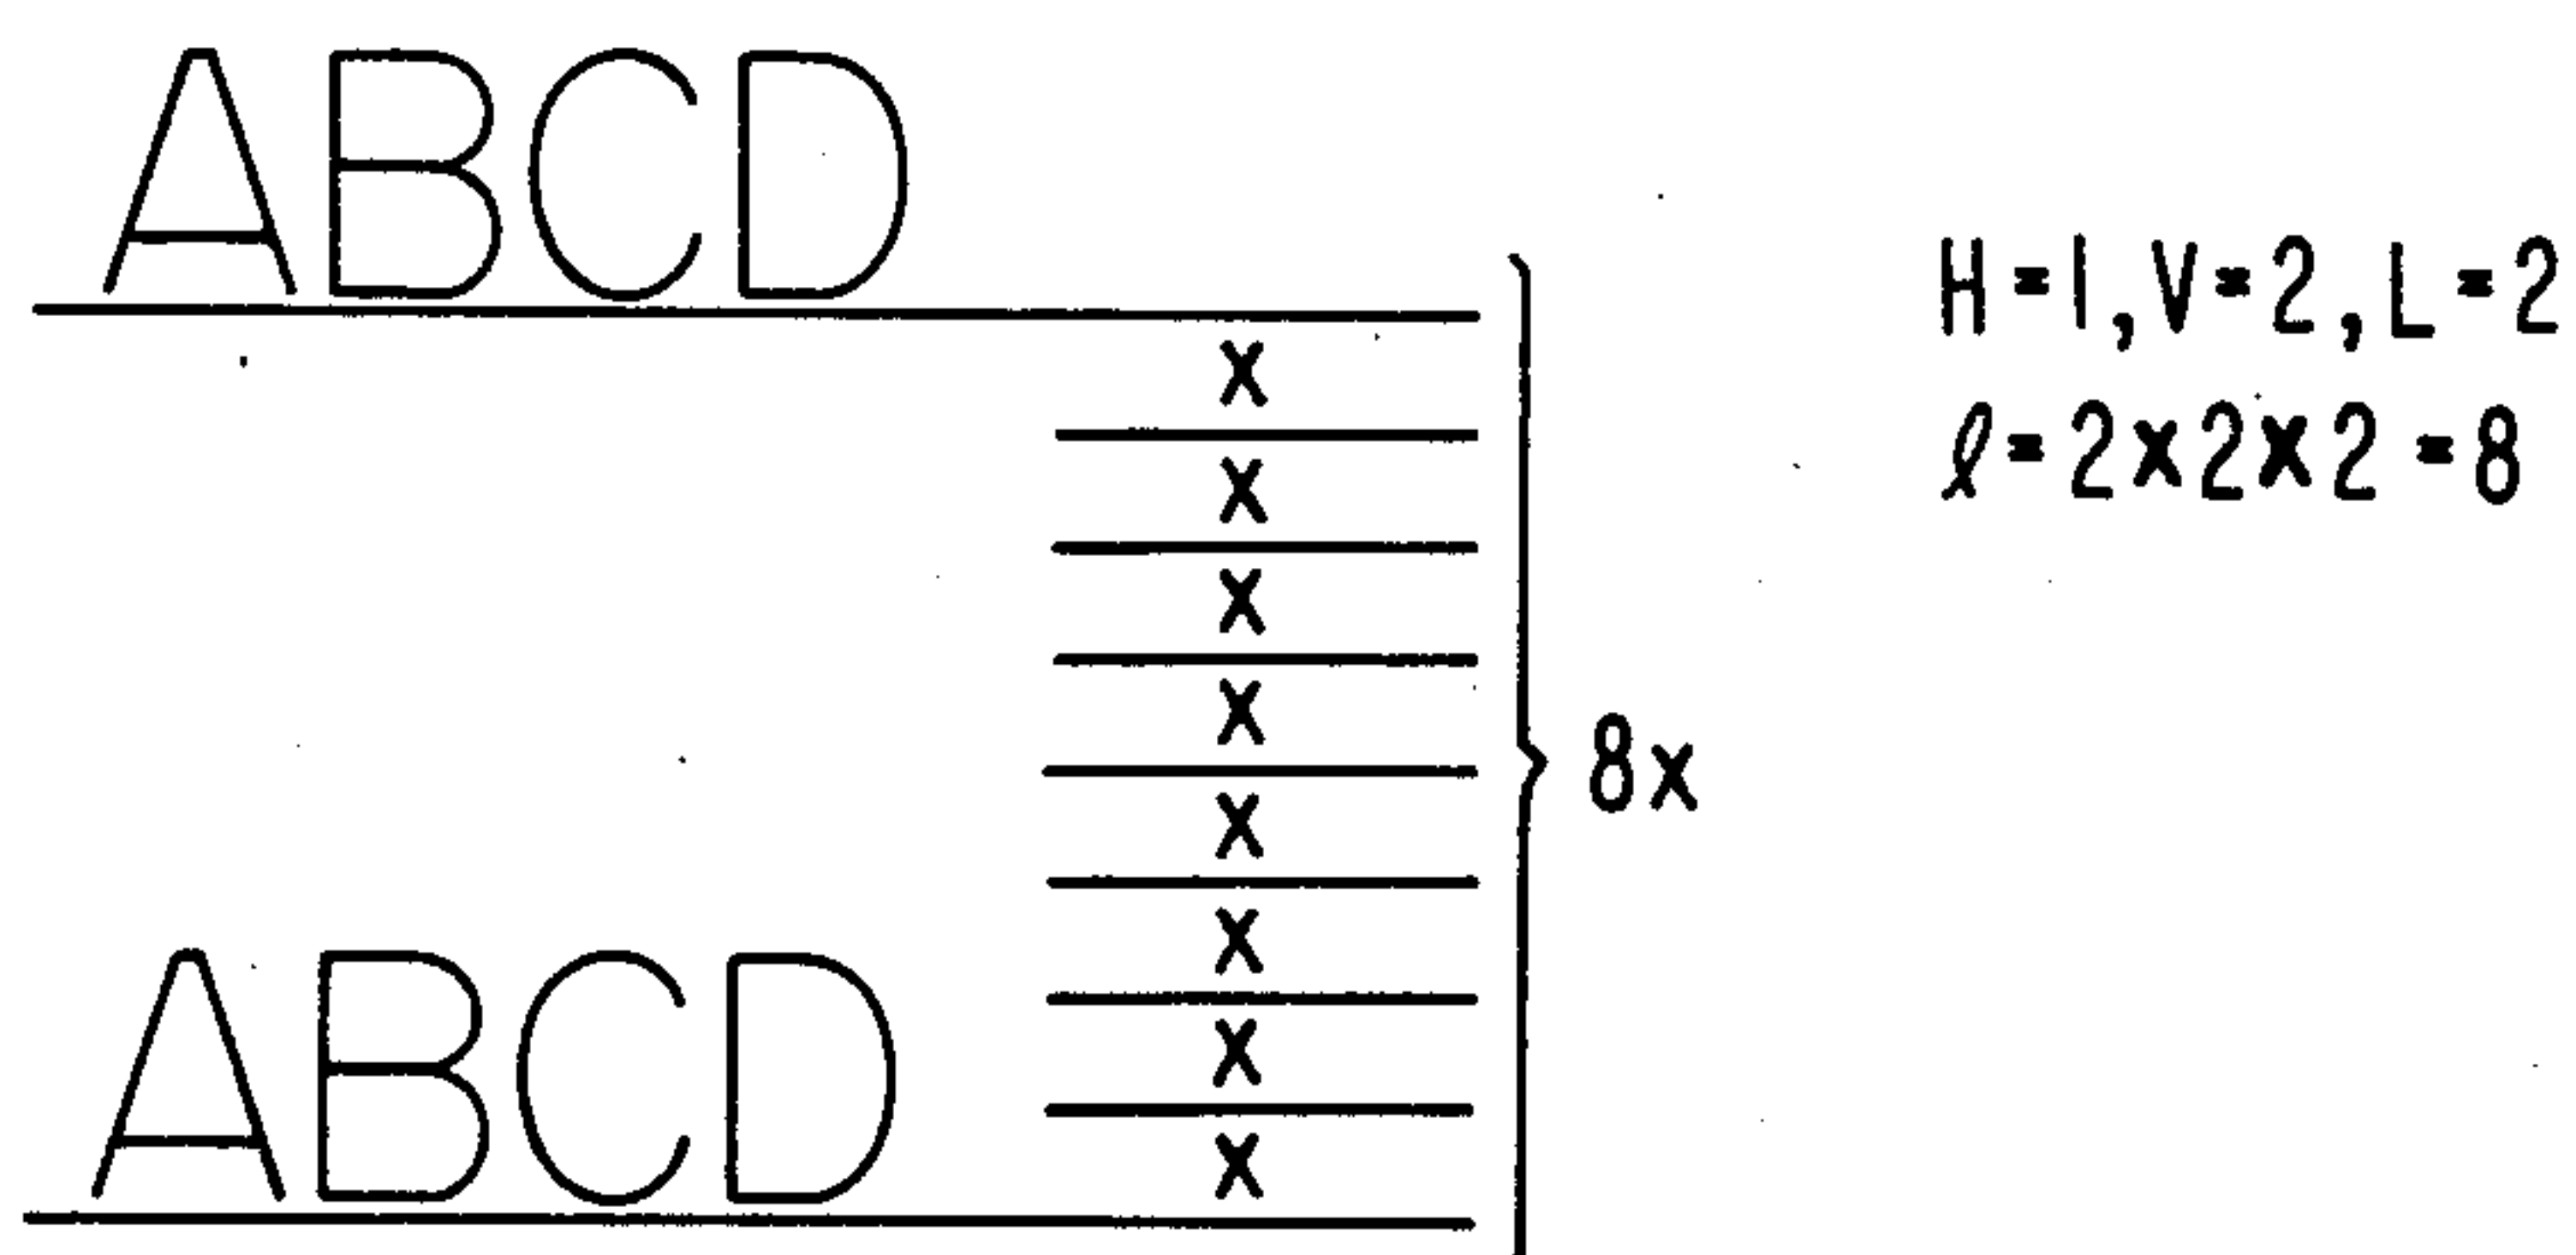 ABCD
H=1, V=2, L=2
x
ℓ=2x2x2=8
x
x
x
8x
x
x
x
x
ABCD